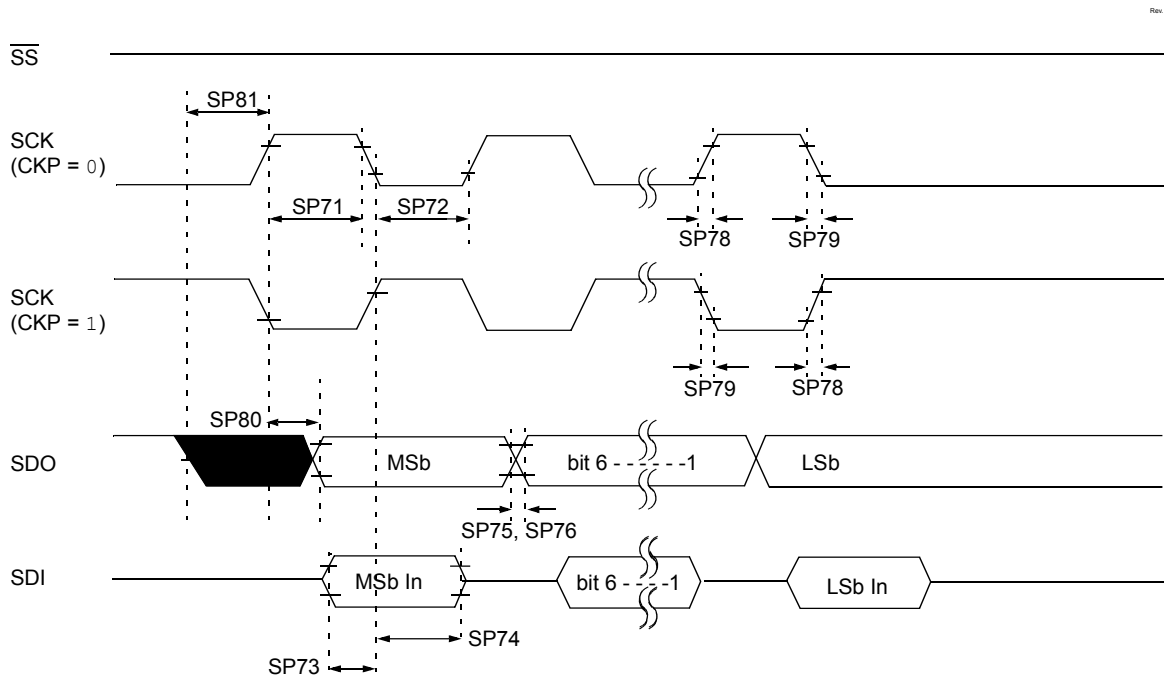 Rev.
SS
SP81
SCK
(CKP = 0)
SP71
SP72
SP78
SP79
SCK
(CKP = 1)
SP79
SP78
SP80
SDO
MSb
bit 6 - - - - - - -1
LSb
SP75, SP76
SDI
MSb In
bit 6 - - - - -1
LSb In
SP74
SP73